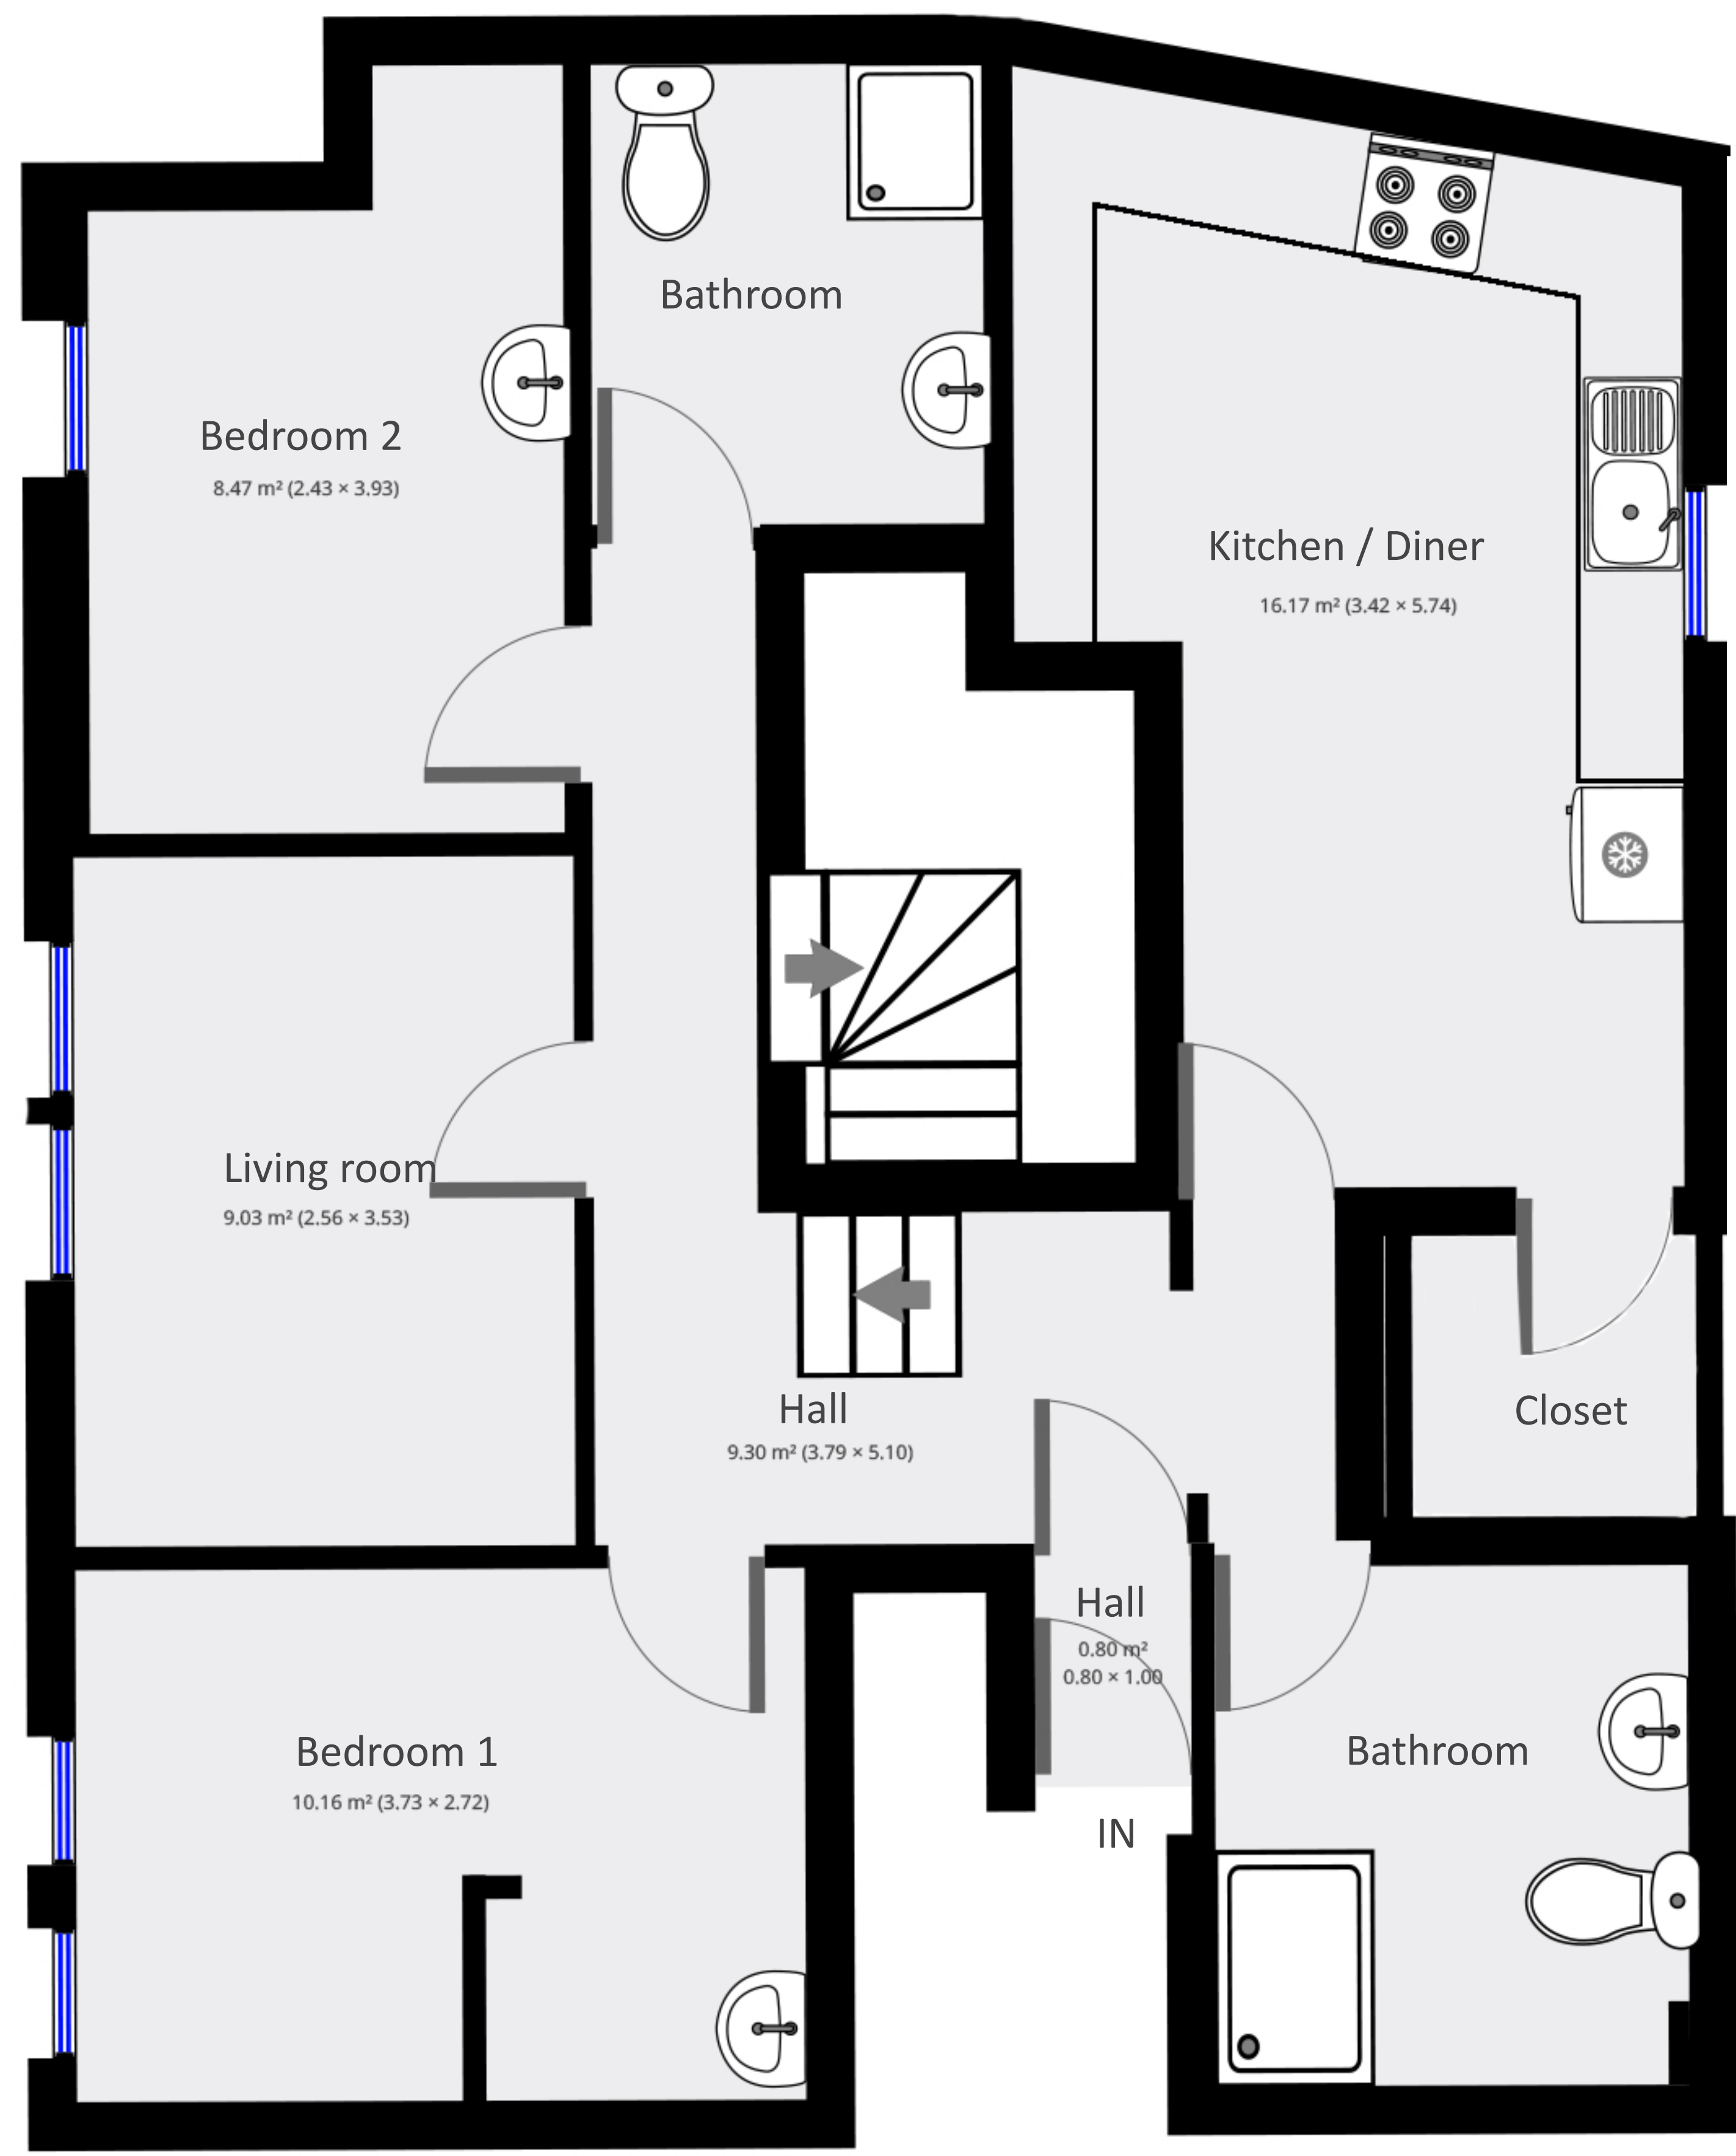 Bathroom
Bedroom 2
8.47 m² (2.43 × 3.93)
Kitchen / Diner
16.17 m² (3.42 × 5.74)
Living room
9.03 m² (2.56 × 3.53)
Hall
9.30 m² (3.79 × 5.10)
Closet
Hall
0.80 m²
0.80 × 1.00
Bedroom 1
10.16 m² (3.73 × 2.72)
Bathroom
IN